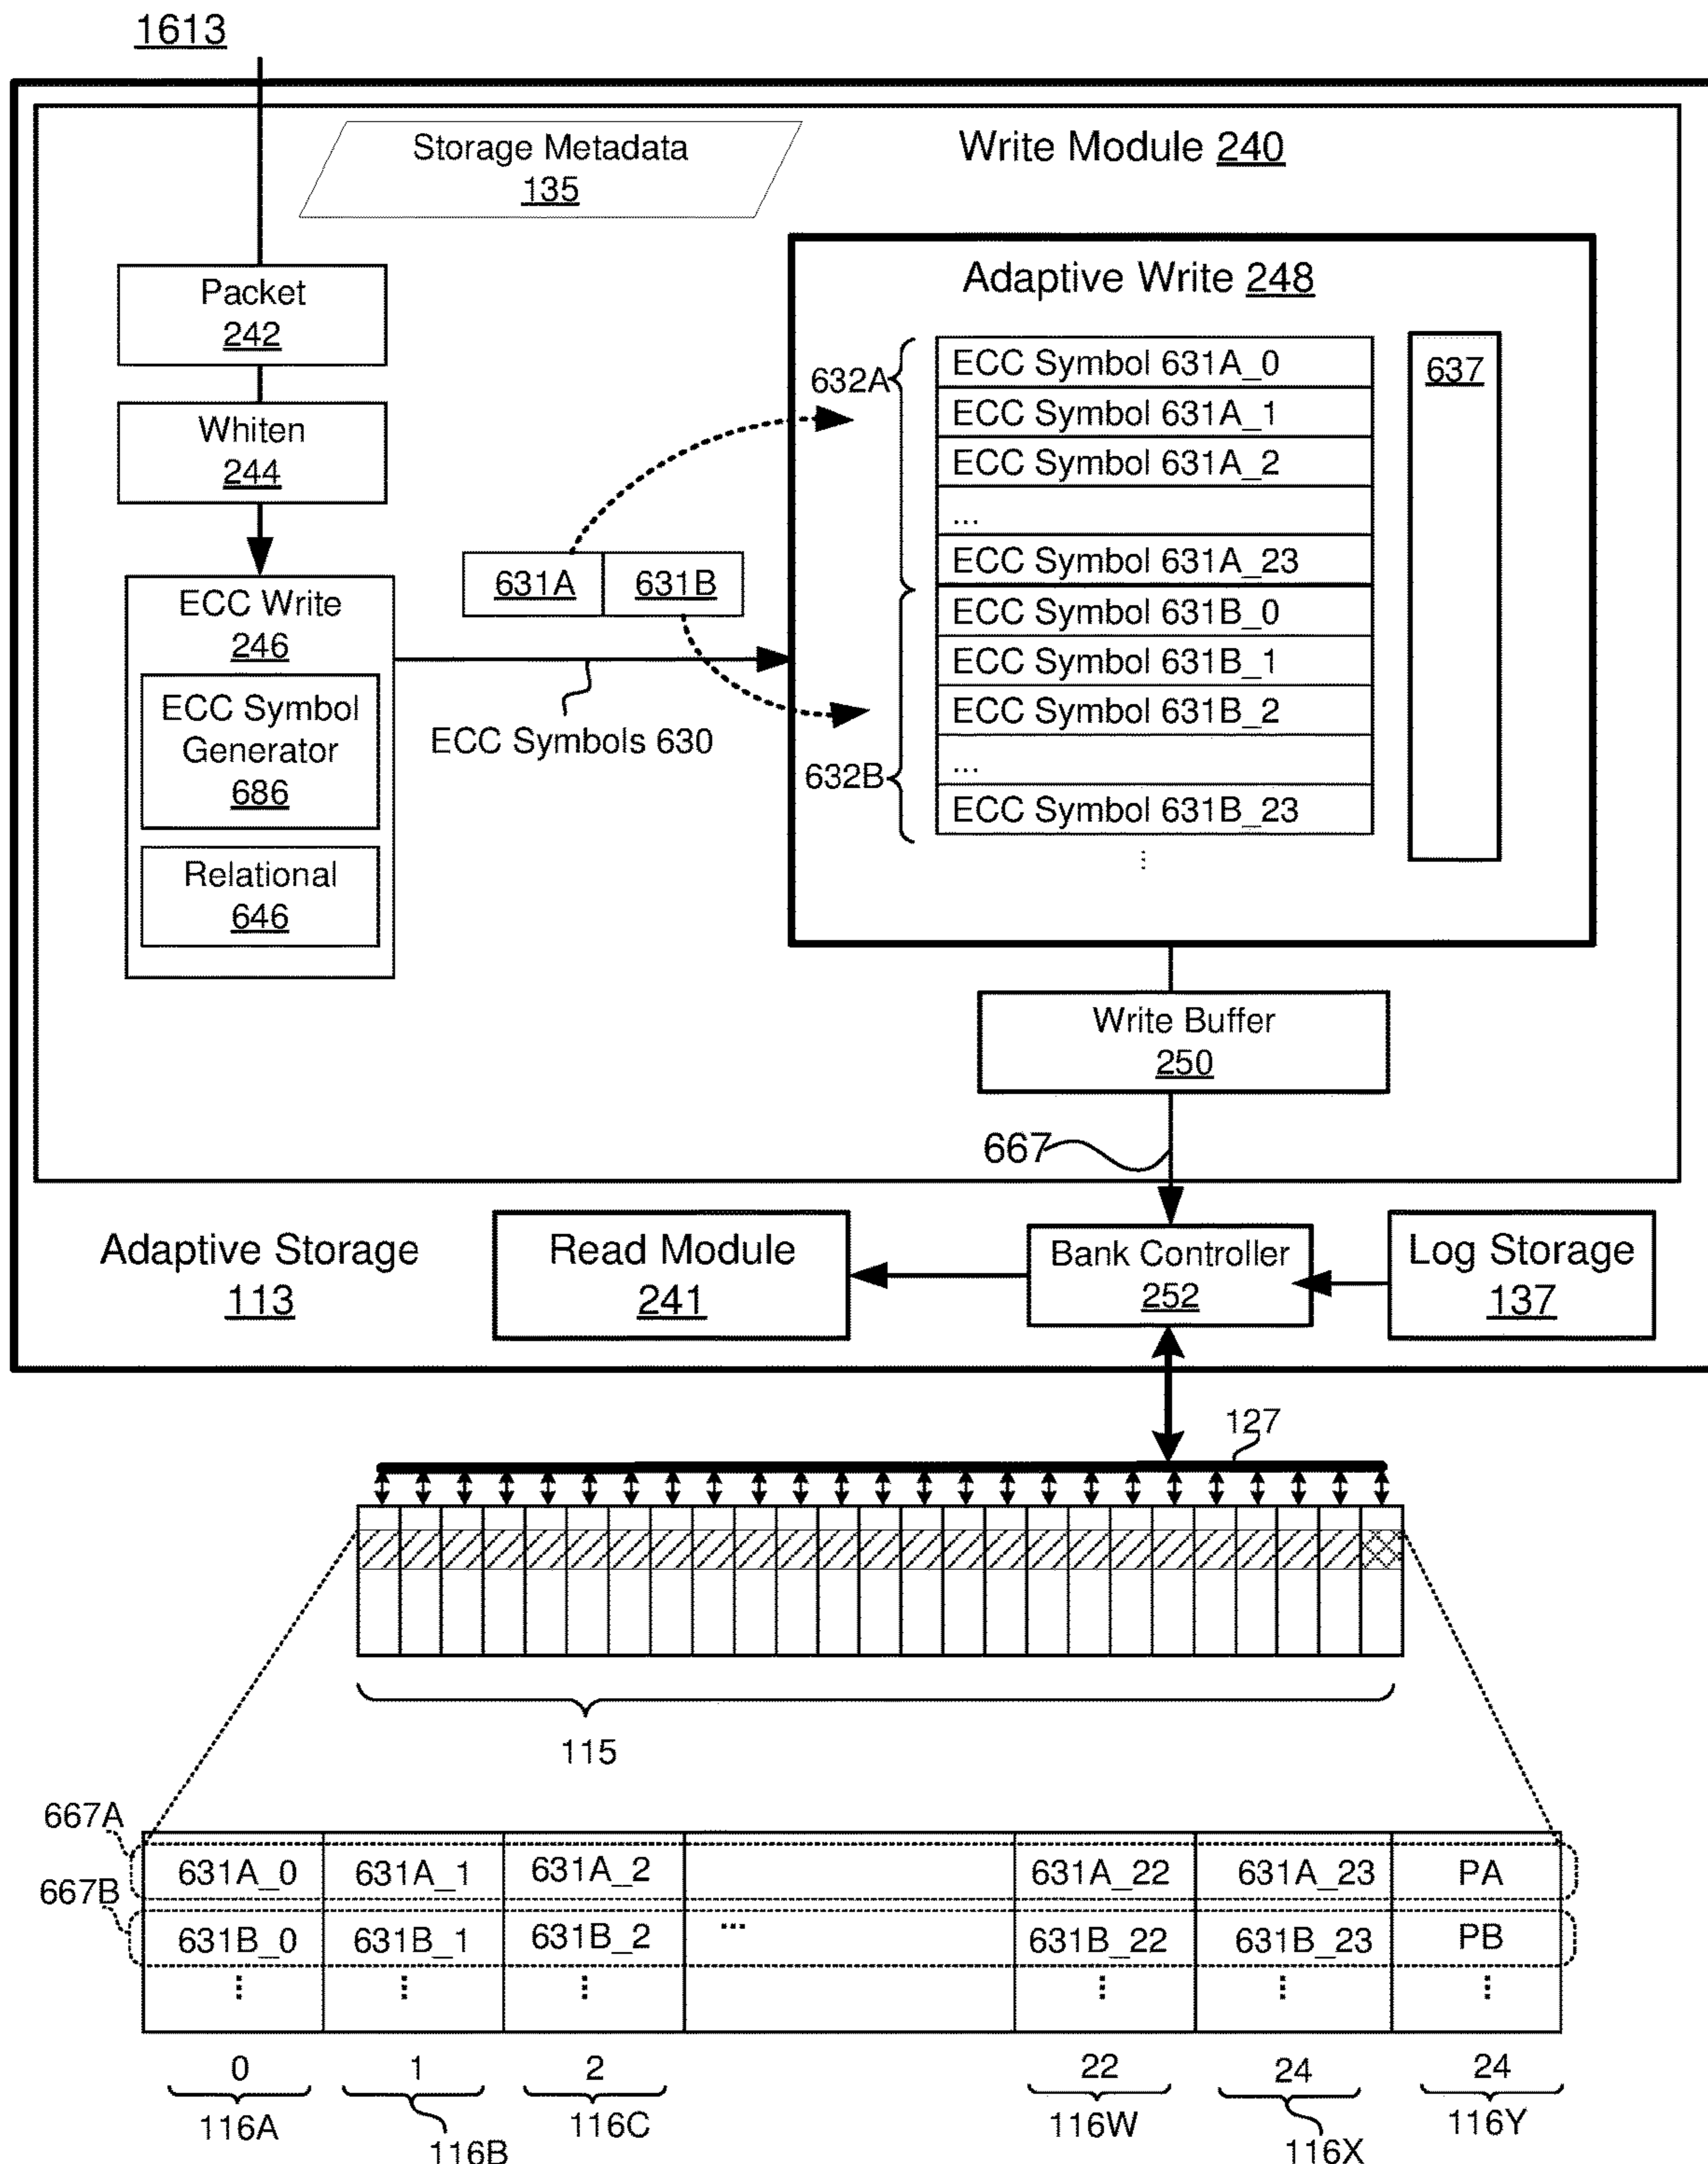 1613
Storage Metadata
135
Write Module 240
Packet
242
Whiten
244
ECC Write
246
ECC Symbol
Generator
686
Relational
646
631A 631B
ECC Symbols 630
Adaptive Write 248
632A
632B
ECC Symbol 631A_0
ECC Symbol 631A_1
ECC Symbol 631A_2
...
ECC Symbol 631A_23
ECC Symbol 631B_0
ECC Symbol 631B_1
ECC Symbol 631B_2
...
ECC Symbol 631B_23
...
637
Write Buffer
250
667
Adaptive Storage
113
Read Module
241
Bank Controller
252
Log Storage
137
127
115
667A
667B
631A_0 631A_1 631A_2 631A_22 631A_23 PA
631B_0 631B_1 631B_2 ... 631B_22 631B_23 PB
... ... ... ... ... ...
0 1 2 22 24 24
116A 116B 116C 116W 116X 116Y